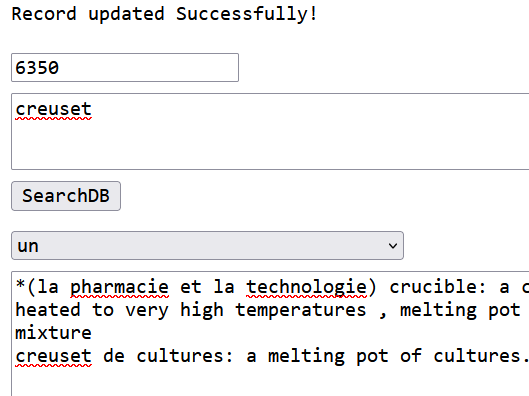 Record updated Successfully!
6350
creuset
SearchDB
un
*(la pharmacie et la technologie) crucible: a
heated to very high temperatures , melting pot
mixture
creuset de cultures: a melting pot of cultures.